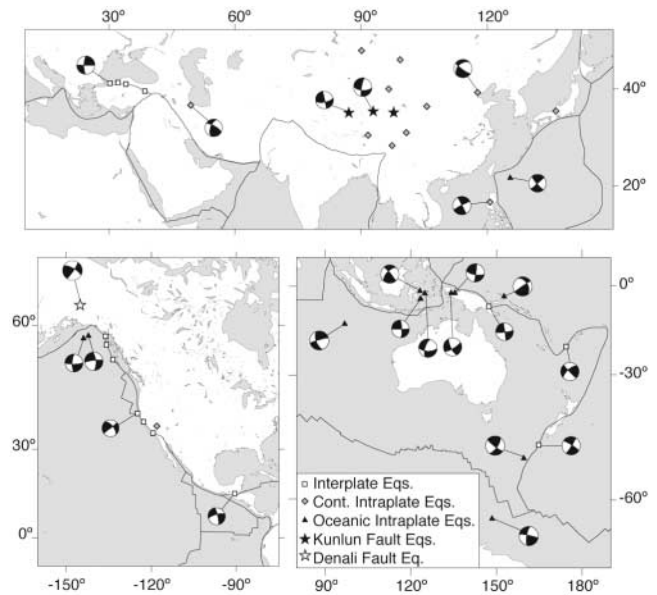 30º 60º 90º 120º
40º
20º
60º
30º
0º
-150º -120º -90º
0º
-30º
-60º
90º 120º 150º 180º
Interplate Eqs.
Cont. Intraplate Eqs.
Oceanic Intraplate Eqs.
Kunlun Fault Eqs.
Denali Fault Eq.